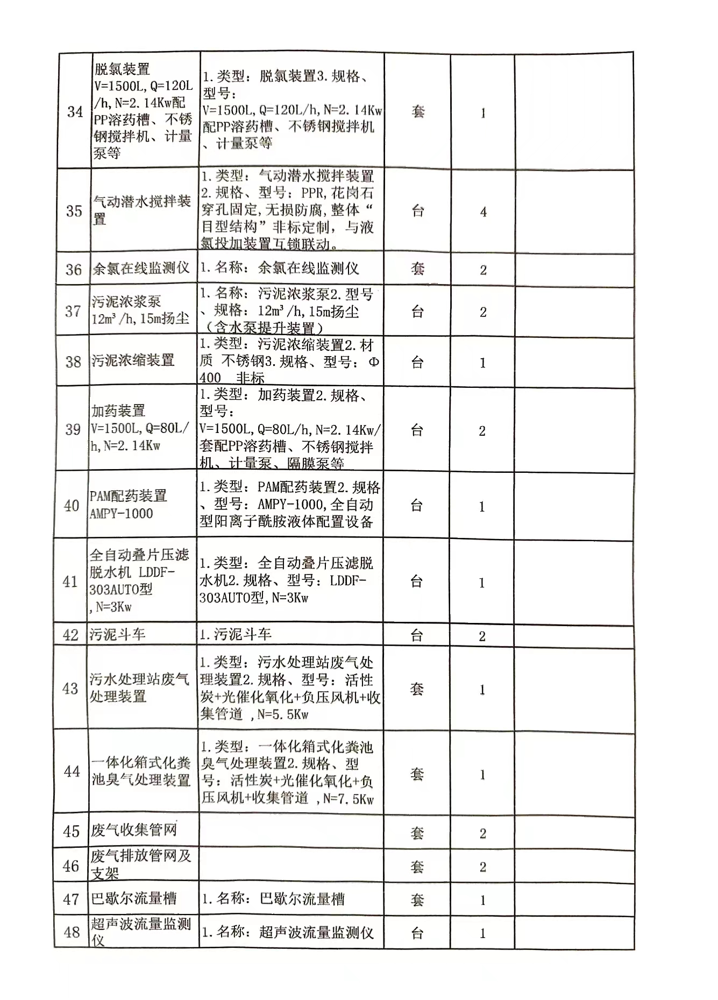 34
脱氯装置
V=1500L,Q=120L
/h,N=2.14Kw配
PP溶药槽、不锈
钢搅拌机、计量
泵等
1.类型：脱氯装置3.规格、
型号：
V=1500L,Q=120L/h,N=2.14Kw
配PP溶药槽、不锈钢搅拌机
、计量泵等
套
1
35
气动潜水搅拌装
置
1.类型：气动潜水搅拌装置
2.规格、型号：PPR,花岗石
穿孔固定,无损防腐,整体“
目型结构”非标定制，与液
氯投加装置互锁联动。
台
4
36
余氯在线监测仪
1.名称：余氯在线监测仪
套
2
37
污泥浓浆泵
12m³/h,15m扬尘
1.名称：污泥浓浆泵2.型号
、规格：12m³/h,15m扬尘
（含水泵提升装置）
台
2
38
污泥浓缩装置
1.类型：污泥浓缩装置2.材
质 不锈钢3.规格、型号：Φ
400 非标
台
1
39
加药装置
V=1500L,Q=80L/
h,N=2.14Kw
1.类型：加药装置2.规格、
型号：
V=1500L,Q=80L/h,N=2.14Kw/
套配PP溶药槽、不锈钢搅拌
机、计量泵、隔膜泵等
台
2
40
PAM配药装置
AMPY-1000
1.类型：PAM配药装置2.规格
、型号：AMPY-1000,全自动
型阳离子酰胺液体配置设备
台
1
41
全自动叠片压滤
脱水机 LDDF-
303AUTO型
,N=3Kw
1.类型：全自动叠片压滤脱
水机2.规格、型号：LDDF-
303AUTO型,N=3Kw
台
1
42
污泥斗车
1.污泥斗车
台
2
43
污水处理站废气
处理装置
1.类型：污水处理站废气处
理装置2.规格、型号：活性
炭+光催化氧化+负压风机+收
集管道 ,N=5.5Kw
套
1
44
一体化箱式化粪
池臭气处理装置
1.类型：一体化箱式化粪池
臭气处理装置2.规格、型
号：活性炭+光催化氧化+负
压风机+收集管道 ,N=7.5Kw
套
1
45
废气收集管网
套
2
46
废气排放管网及
支架
套
2
47
巴歇尔流量槽
1.名称：巴歇尔流量槽
套
1
48
超声波流量监测
仪
1.名称：超声波流量监测仪
台
1